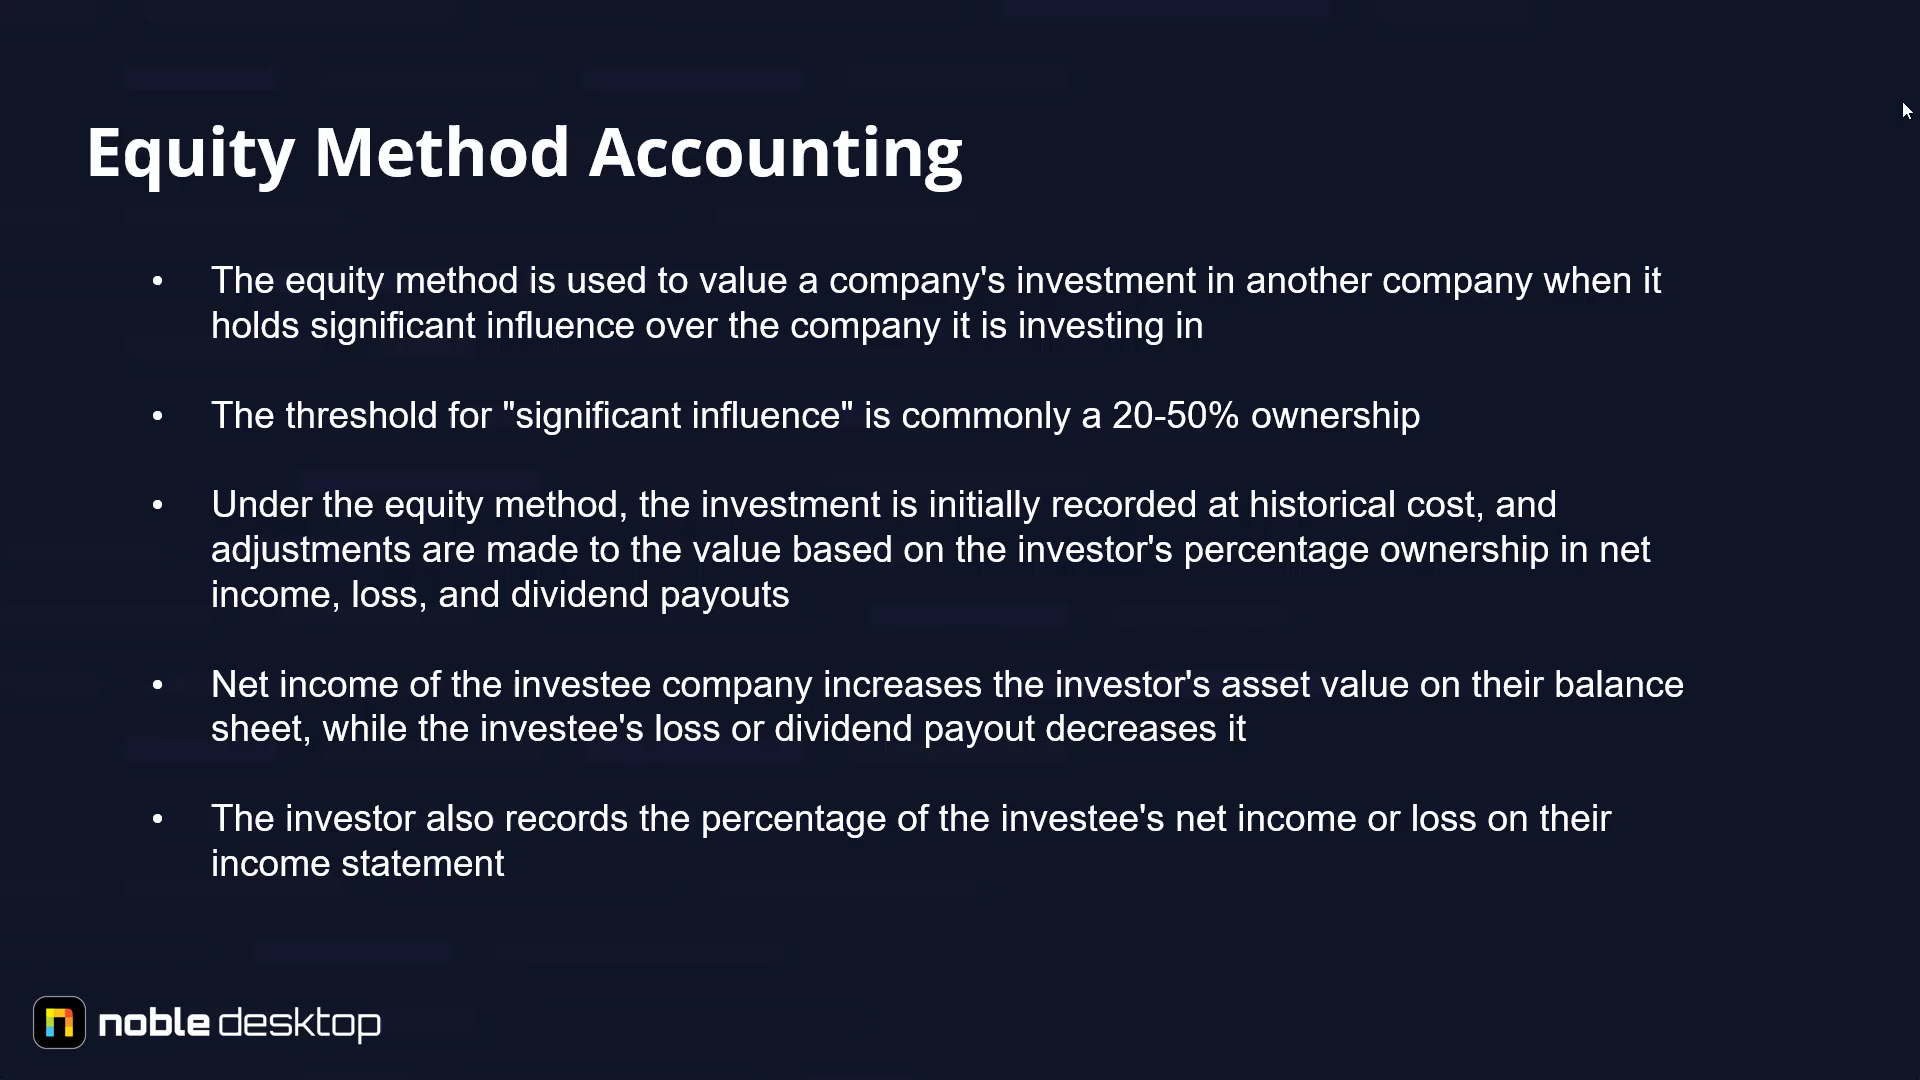 Equity Method Accounting
• The equity method is used to value a company's investment in another company when it
holds significant influence over the company it is investing in
• The threshold for "significant influence" is commonly a 20-50% ownership
• Under the equity method, the investment is initially recorded at historical cost, and
adjustments are made to the value based on the investor's percentage ownership in net
income, loss, and dividend payouts
• Net income of the investee company increases the investor's asset value on their balance
sheet, while the investee's loss or dividend payout decreases it
• The investor also records the percentage of the investee's net income or loss on their
income statement
n noble desktop